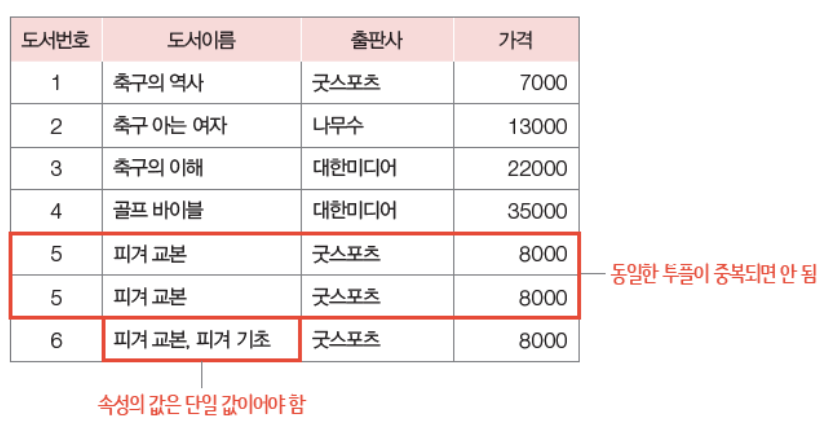 도서번호 도서이름 출판사 가격
1 축구의 역사 굿스포츠 7000
2 축구 아는 여자 나무수 13000
3 축구의 이해 대한미디어 22000
4 골프 바이블 대한미디어 35000
5 피겨 교본 굿스포츠 8000
동일한 투플이 중복되면 안 됨
5 피겨 교본 굿스포츠 8000
6 피겨 교본, 피겨 기초 굿스포츠 8000
속성의 값은 단일 값이어야 함